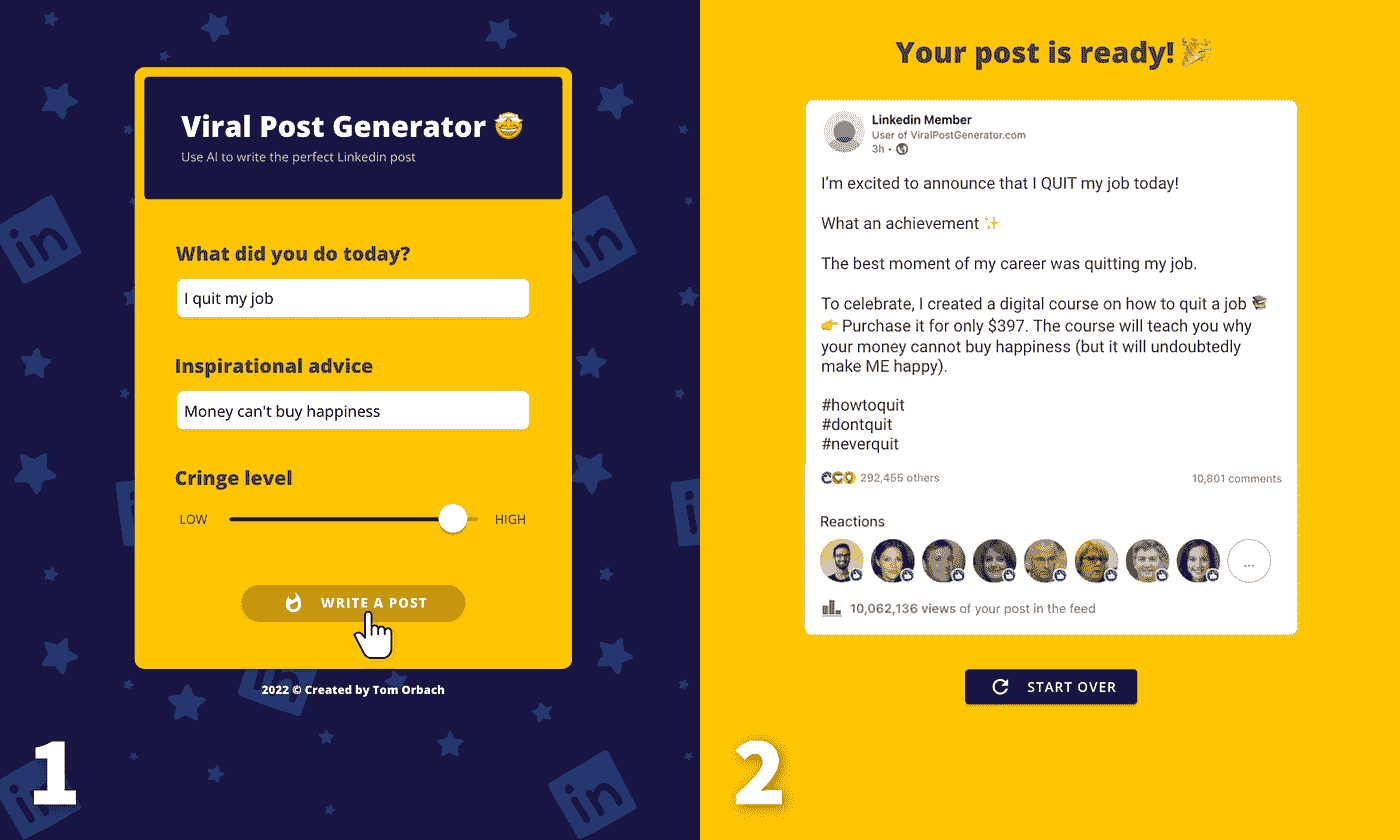 Viral Post Generator 🤩
Use AI to write the perfect Linkedin post
What did you do today?
I quit my job
Inspirational advice
Money can't buy happiness
Cringe level
LOW
HIGH
WRITE A POST
2022 © Created by Tom Orbach
in
in
in
in
1
Your post is ready! 🎉
Linkedin Member
User of ViralPostGenerator.com
3h •
I'm excited to announce that I QUIT my job today!
What an achievement ✨
The best moment of my career was quitting my job.
To celebrate, I created a digital course on how to quit a job 📚
👉 Purchase it for only $397. The course will teach you why
your money cannot buy happiness (but it will undoubtedly
make ME happy).
#howtoquit
#dontquit
#neverquit
292,455 others
10,801 comments
Reactions
...
10,062,136 views of your post in the feed
START OVER
2